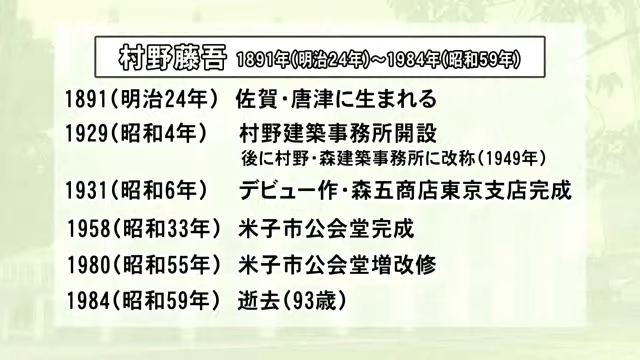 村野藤吾 1891年(明治24年)～1984年(昭和59年)
1891(明治24年) 佐賀・唐津に生まれる
1929(昭和4年) 村野建築事務所開設
後に村野・森建築事務所に改称(1949年)
1931(昭和6年) デビュー作・森五商店東京支店完成
1958(昭和33年) 米子市公会堂完成
1980(昭和55年) 米子市公会堂増改修
1984(昭和59年) 逝去(93歳)